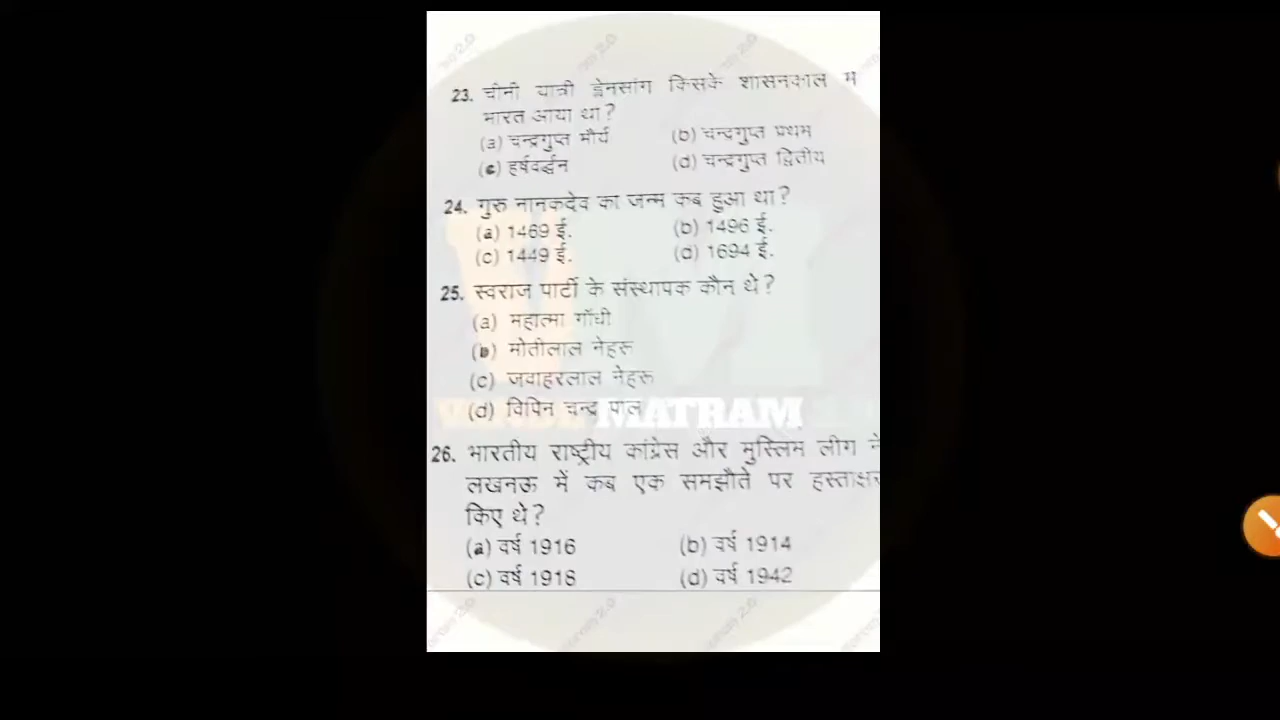 23. चीनी यात्री ह्वेनसांग किसके शासनकाल में
भारत आया था?
(a) चन्द्रगुप्त मौर्य (b) चन्द्रगुप्त प्रथम
(c) हर्षवर्द्धन (d) चन्द्रगुप्त द्वितीय
24. गुरु नानकदेव का जन्म कब हुआ था?
(a) 1469 ई. (b) 1496 ई.
(c) 1449 ई. (d) 1694 ई.
25. स्वराज पार्टी के संस्थापक कौन थे?
(a) महात्मा गाँधी
(b) मोतीलाल नेहरू
(c) जवाहरलाल नेहरू
(d) विपिन चन्द्र पाल
MATRAM
26. भारतीय राष्ट्रीय कांग्रेस और मुस्लिम लीग ने
लखनऊ में कब एक समझौते पर हस्ताक्षर
किए थे?
(a) वर्ष 1916 (b) वर्ष 1914
(c) वर्ष 1918 (d) वर्ष 1942